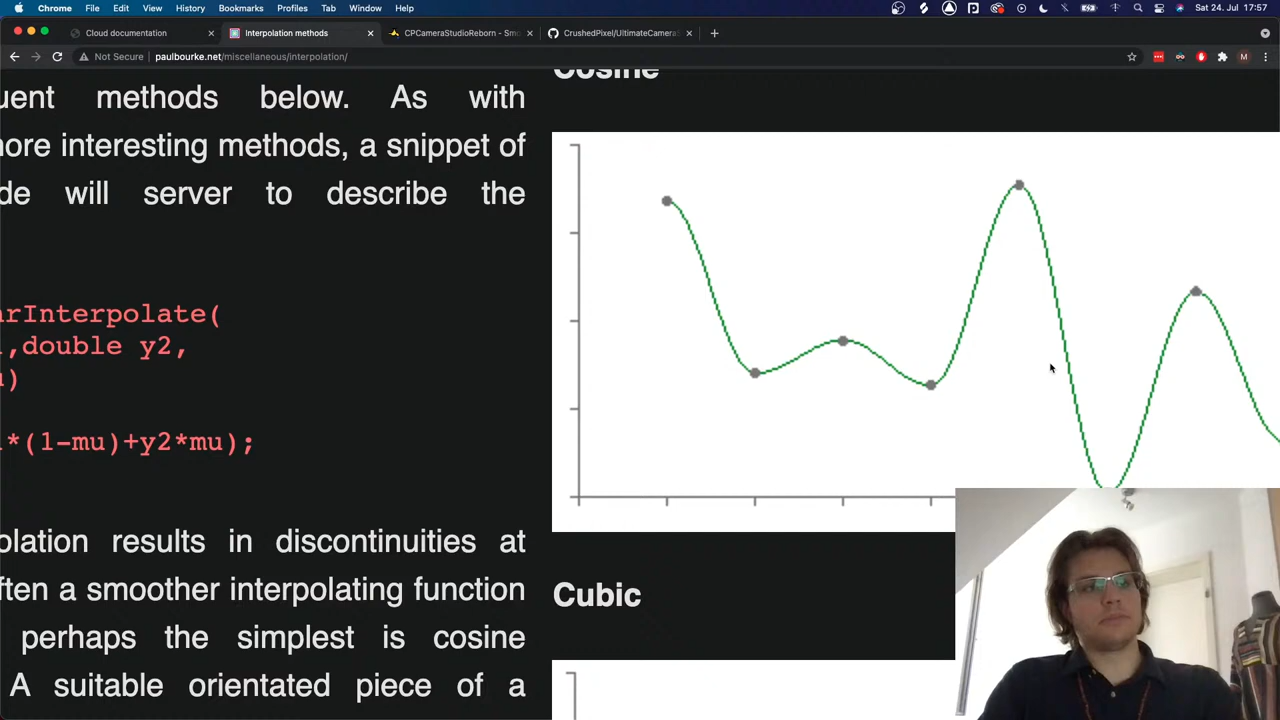 Chrome File Edit View History Bookmarks Profiles Tab Window Help Sat 24. Jul 17:57
Cloud documentation Interpolation methods CPCameraStudioReborn - Smo CrushedPixel/UltimateCameraS
Not Secure paulbourke.net/miscellaneous/interpolation/ M
Cosine
uent methods below. As with
nore interesting methods, a snippet of
de will server to describe the
arInterpolate(
,double y2,
)
*(1-mu)+y2*mu);
olation results in discontinuities at
ften a smoother interpolating function
perhaps the simplest is cosine
A suitable orientated piece of a
Cubic